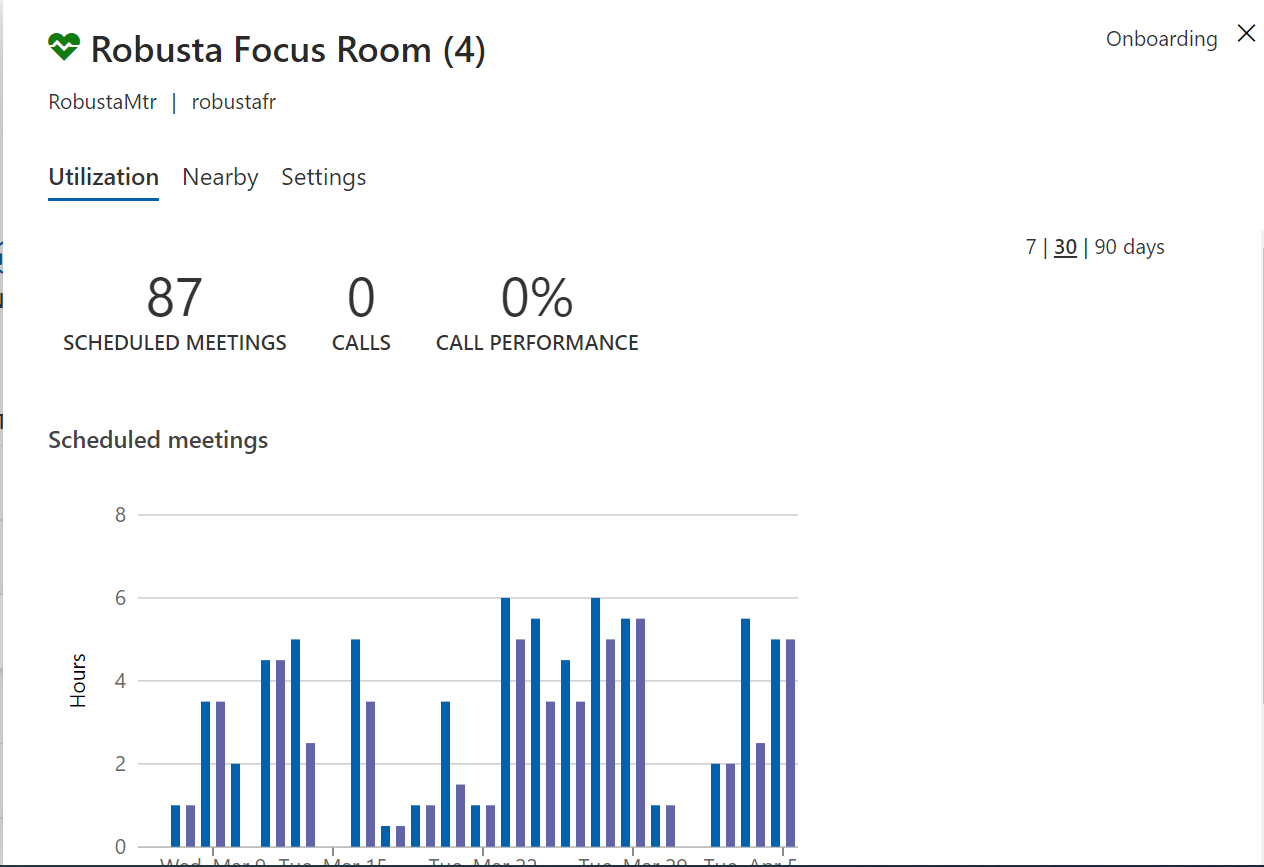 Robusta Focus Room (4)
Onboarding
RobustaMtr | robustafr
Utilization Nearby Settings
7 | 30 | 90 days
87 0 0%
SCHEDULED MEETINGS CALLS CALL PERFORMANCE
Scheduled meetings
8
6
4
2
0
Hours
Wed, Mar 9 Tue, Mar 15 Tue, Mar 22 Tue, Mar 29 Tue, Apr 5